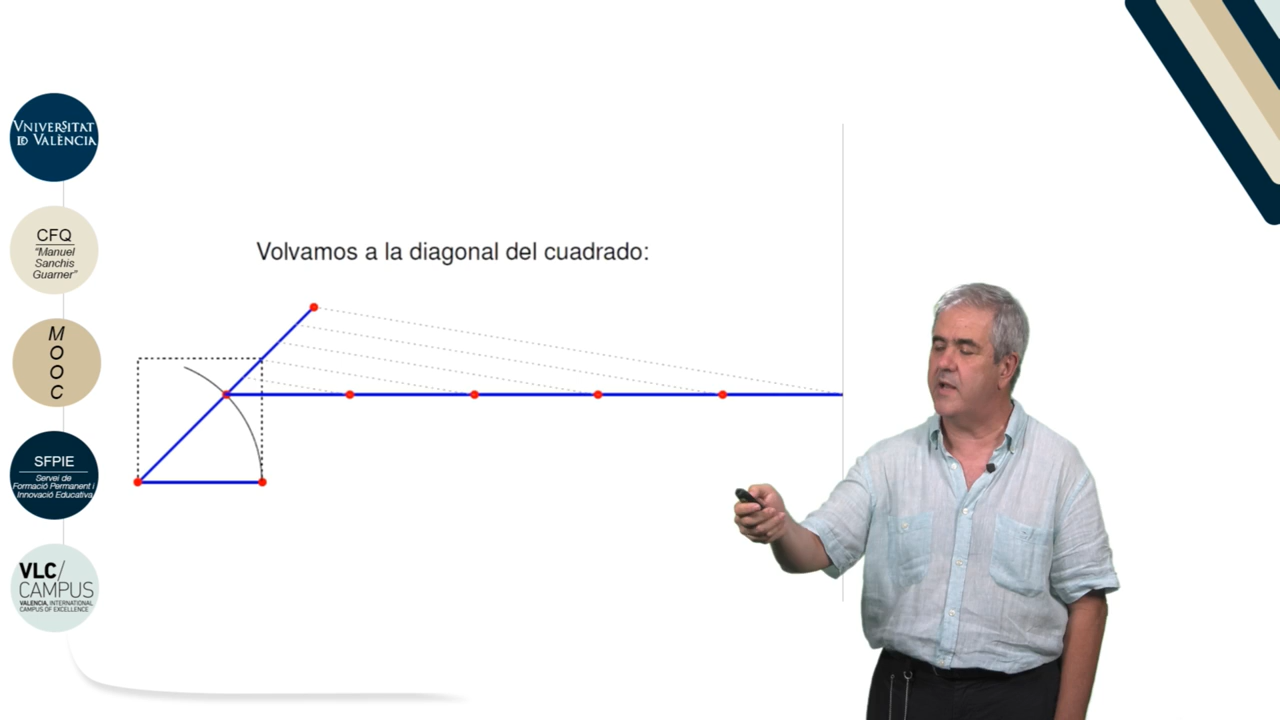 VNIVERSITAT
ID VALÈNCIA
CFQ
"Manuel
Sanchis
Guarner"
M
O
O
C
SFPIE
Servei de
Formació Permanent i
Innovació Educativa
VLC/
CAMPUS
VALENCIA, INTERNATIONAL
CAMPUS OF EXCELLENCE
Volvamos a la diagonal del cuadrado: